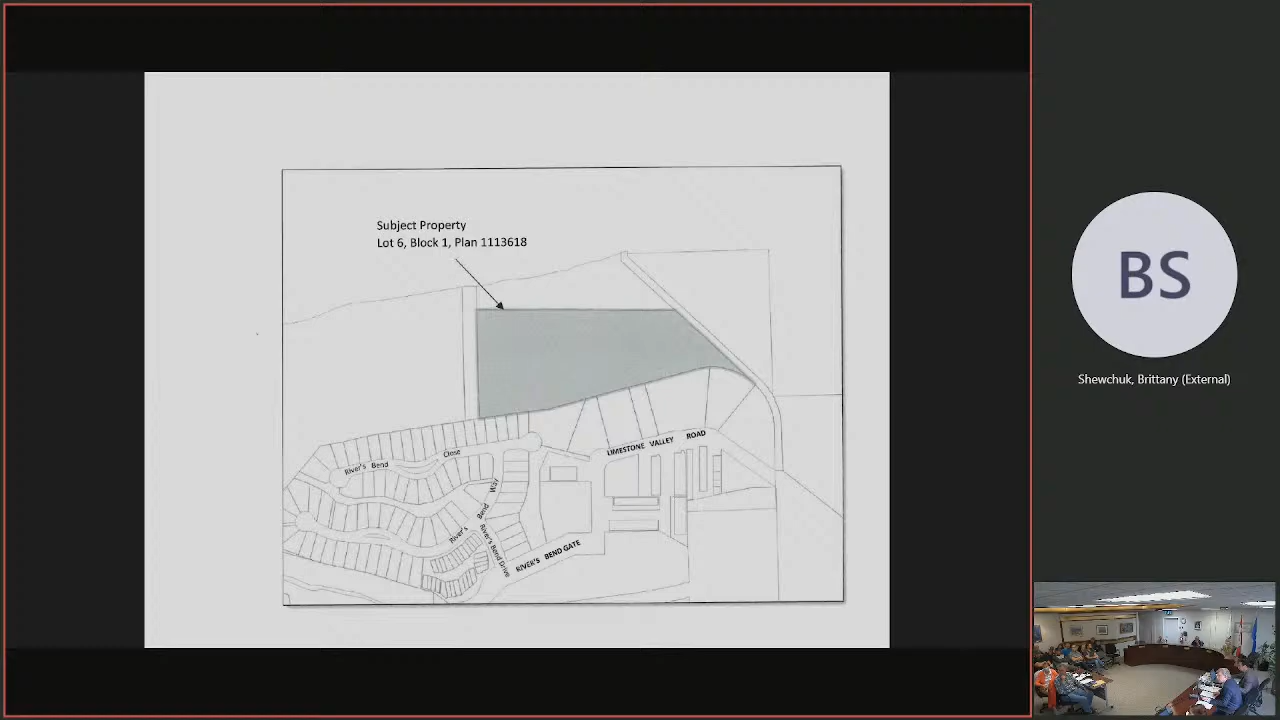 Subject Property
Lot 6, Block 1, Plan 1113618
River's Bend Close
LIMESTONE VALLEY ROAD
River's Bend Way
River's Bend Drive
RIVER'S BEND GATE
BS
Shewchuk, Brittany (External)